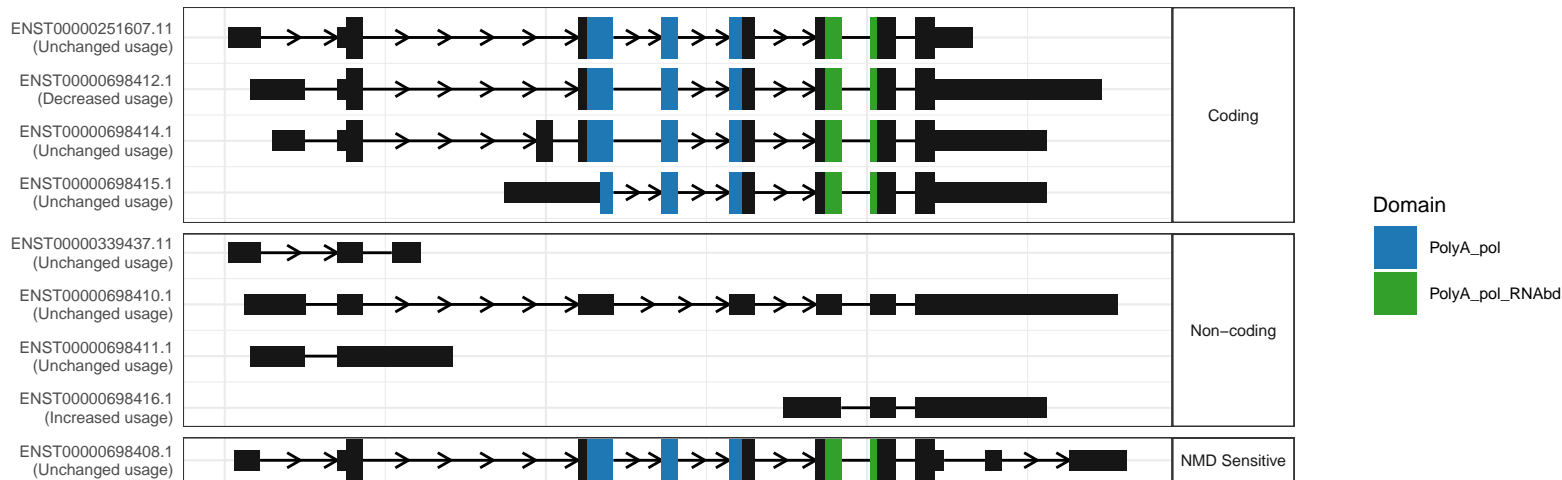 ENST00000251607.11
(Unchanged usage)
ENST00000698412.1
(Decreased usage)
ENST00000698414.1
(Unchanged usage)
ENST00000698415.1
(Unchanged usage)
Coding
ENST00000339437.11
(Unchanged usage)
ENST00000698410.1
(Unchanged usage)
ENST00000698411.1
(Unchanged usage)
ENST00000698416.1
(Increased usage)
Non−coding
ENST00000698408.1
(Unchanged usage)
NMD Sensitive
Domain
PolyA_pol
PolyA_pol_RNAbd